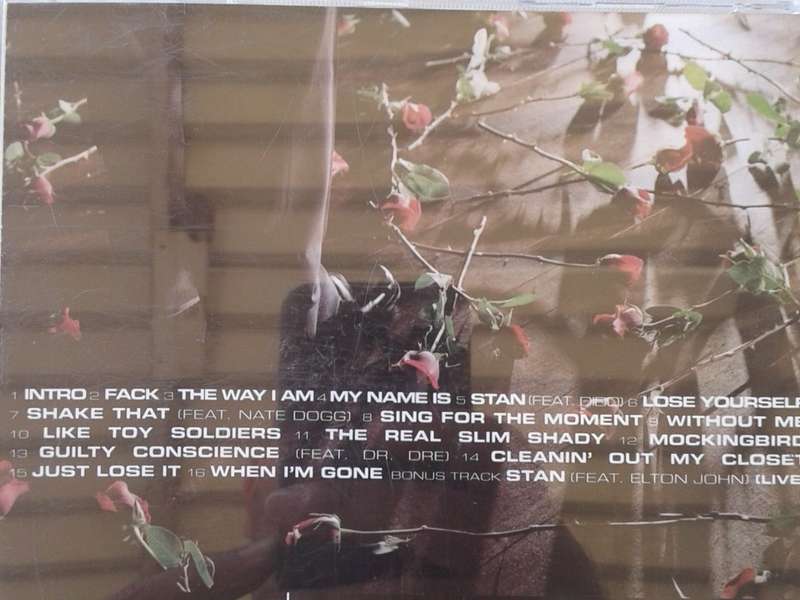 1 INTRO 2 FACK 3 THE WAY I AM 4 MY NAME IS 5 STAN (FEAT. DIDO) 6 LOSE YOURSELF
7 SHAKE THAT (FEAT. NATE DOGG) 8 SING FOR THE MOMENT 9 WITHOUT ME
10 LIKE TOY SOLDIERS 11 THE REAL SLIM SHADY 12 MOCKINGBIRD
13 GUILTY CONSCIENCE (FEAT. DR. DRE) 14 CLEANIN' OUT MY CLOSET
15 JUST LOSE IT 16 WHEN I'M GONE BONUS TRACK STAN (FEAT. ELTON JOHN) (LIVE